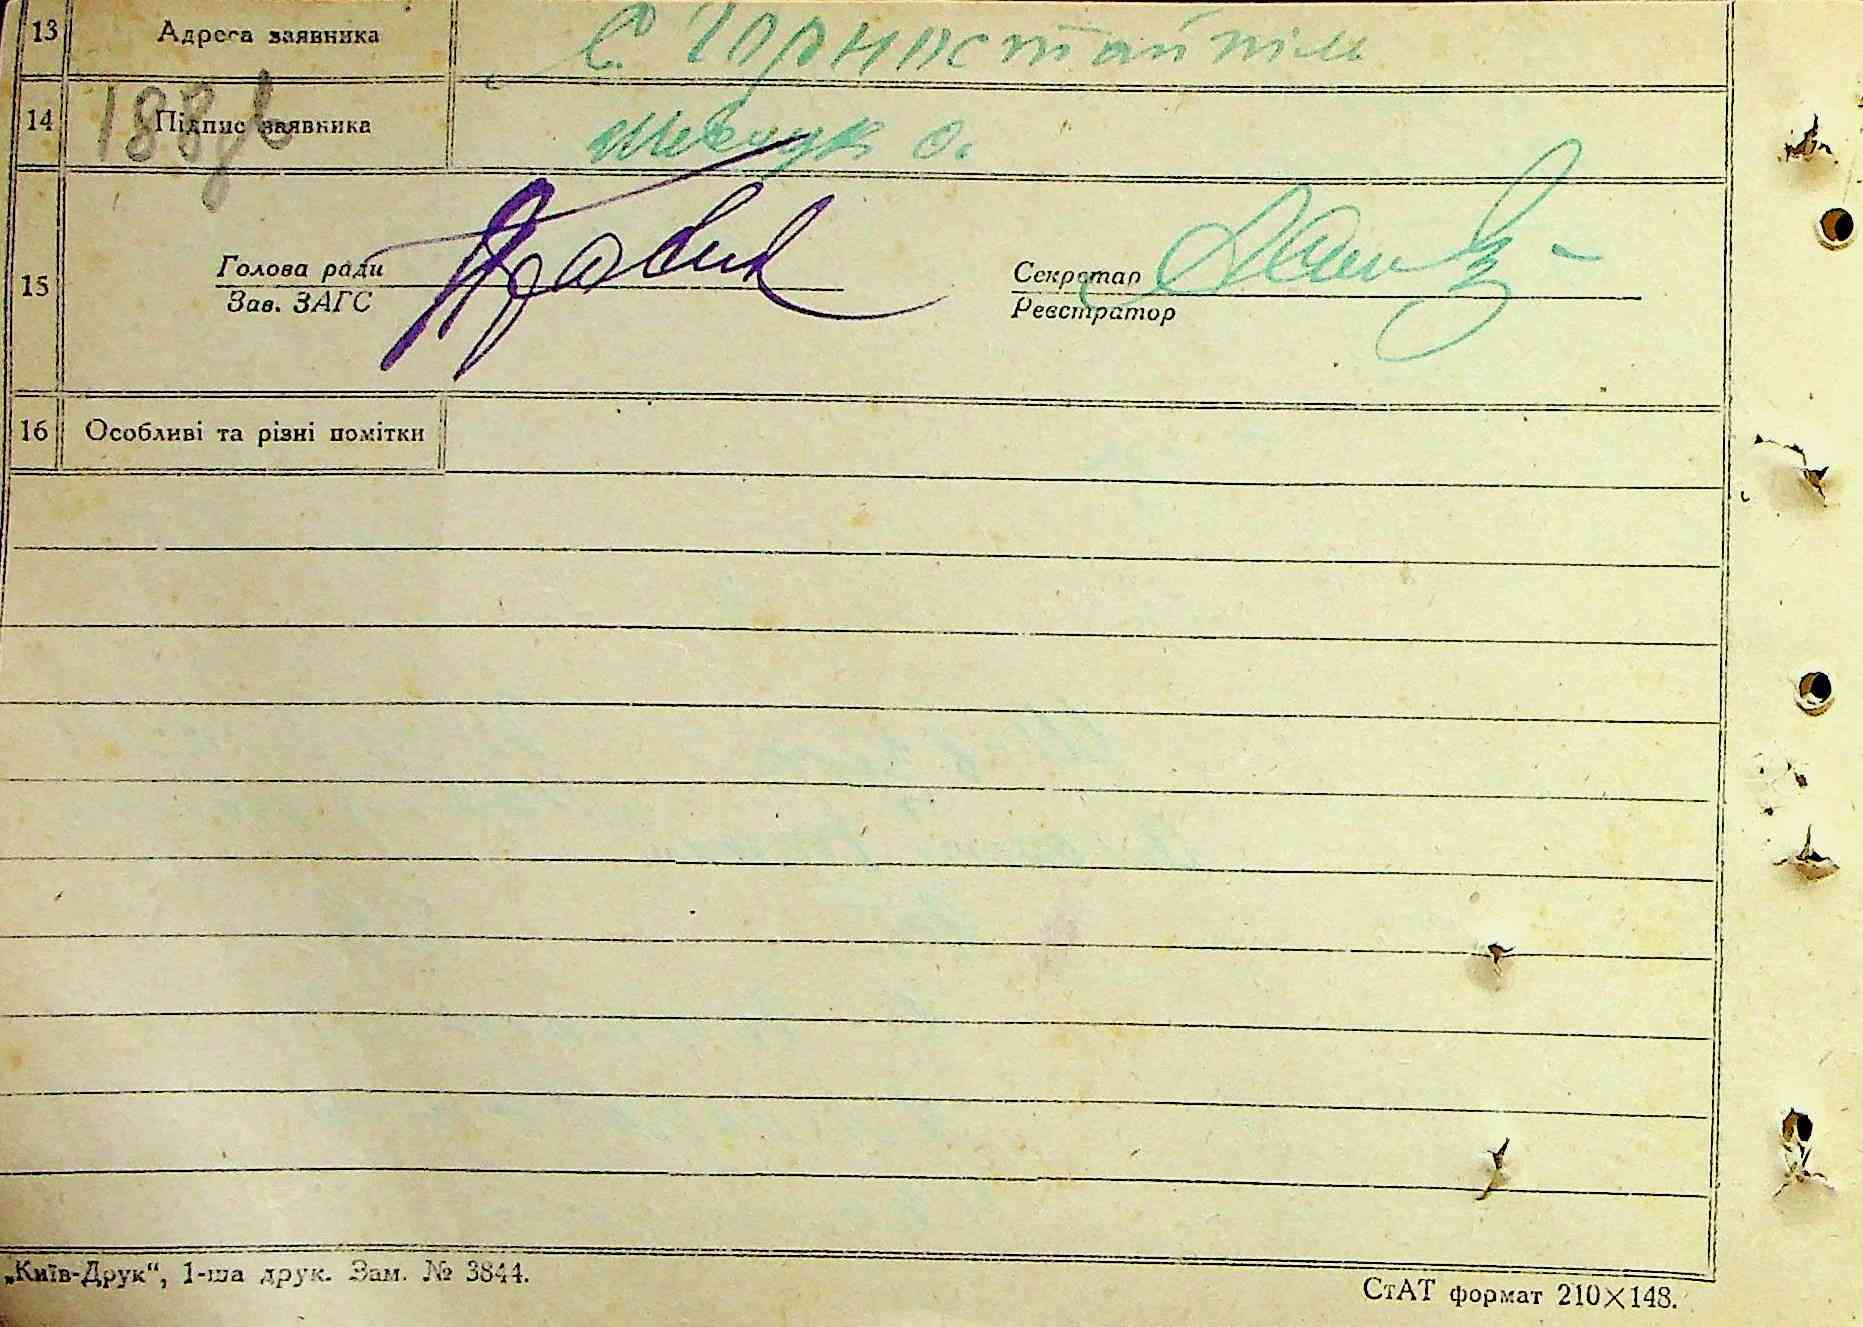 13 Адреса заявника С. Горностайпіль
14 Підпис заявника Шевчук О.
188
15 Голова ради
Зав. ЗАГС
Секретар
Реєстратор
16 Особливі та різні помітки
„Київ-Друк“, 1-ша друк. Зам. № 3844.
СтАТ формат 210×148.